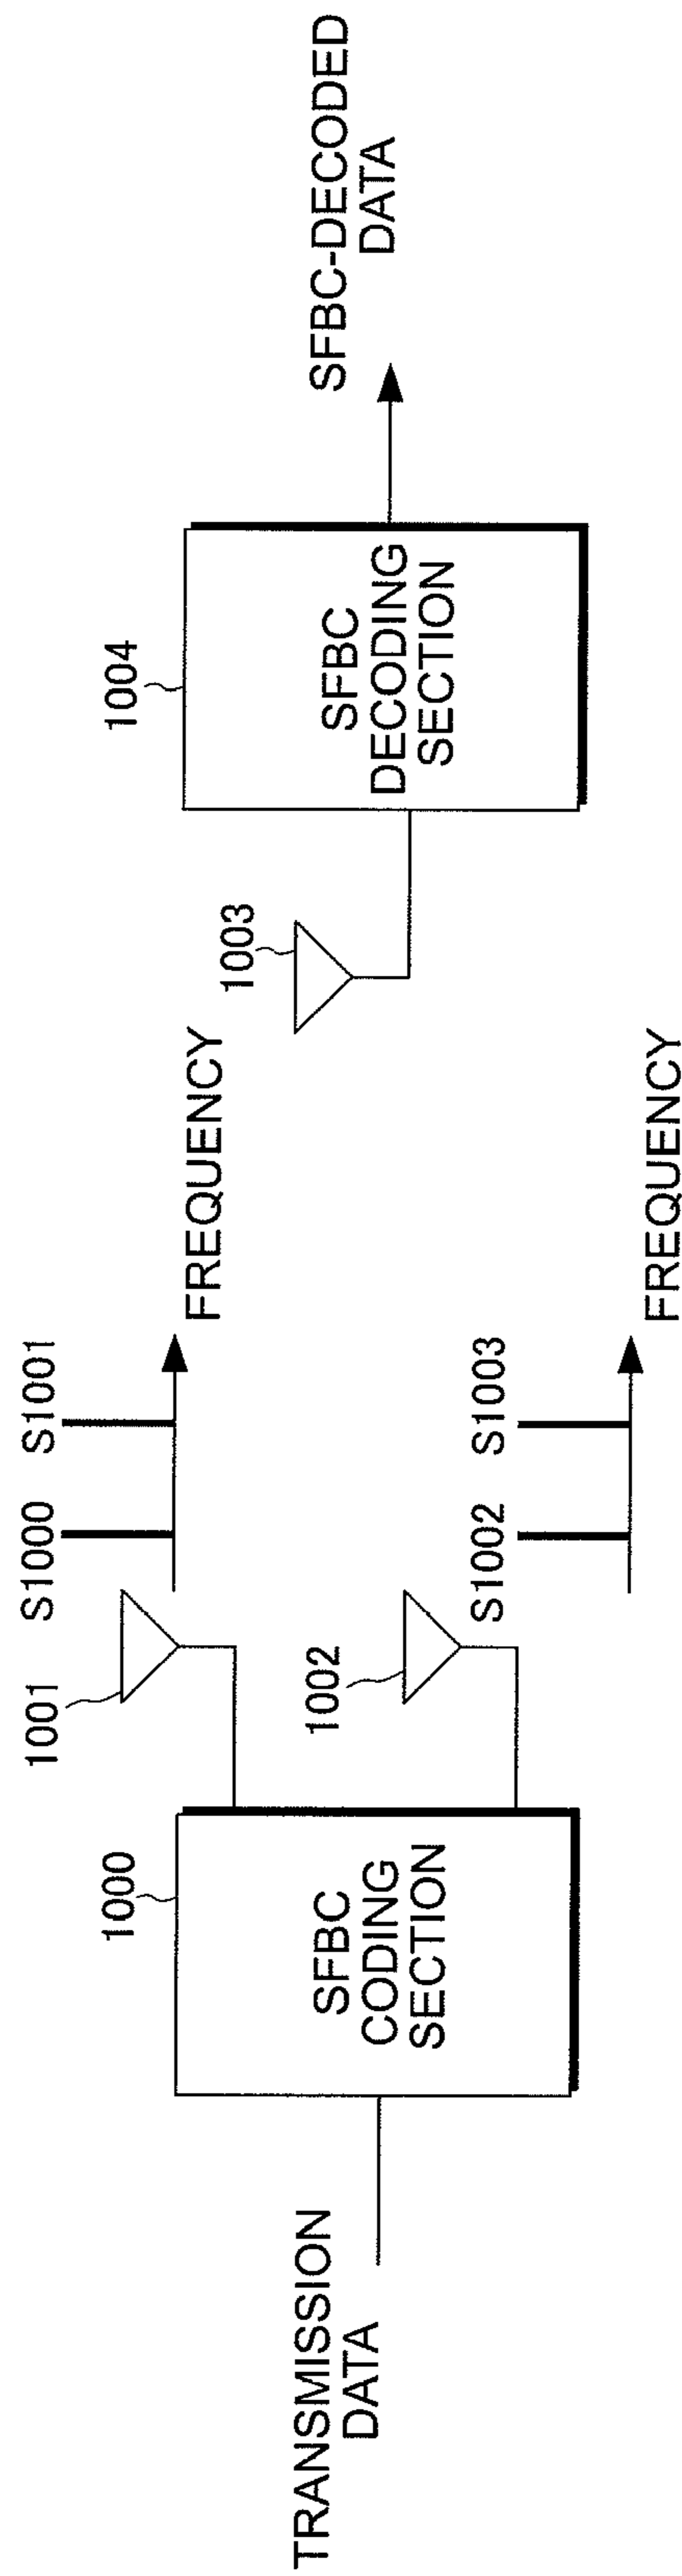 TRANSMISSION
DATA
1000
SFBC
CODING
SECTION
1001
1002
S1000
S1001
FREQUENCY
S1002
S1003
FREQUENCY
1003
1004
SFBC
DECODING
SECTION
SFBC-DECODED
DATA